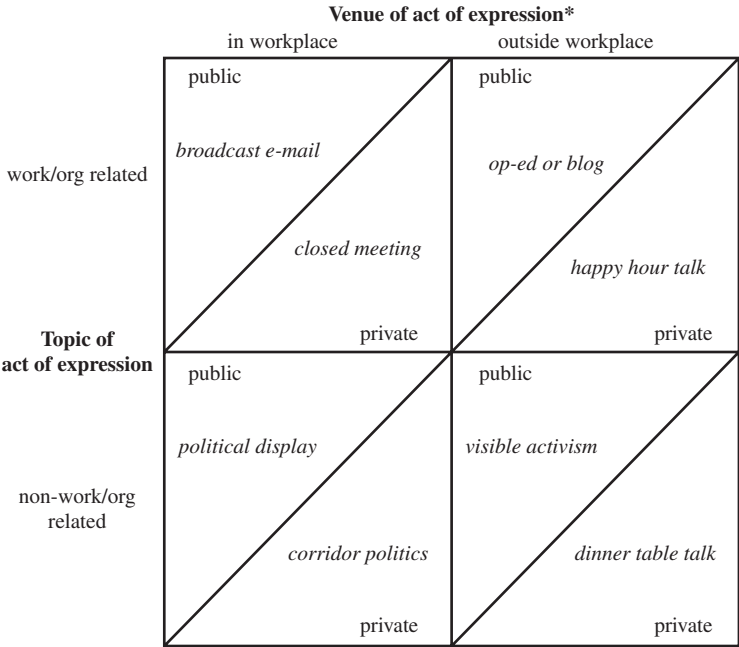 Venue of act of expression*
in workplace
outside workplace
public
public
broadcast e-mail
op-ed or blog
work/org related
closed meeting
happy hour talk
private
private
Topic of
act of expression
public
public
political display
visible activism
non-work/org
related
corridor politics
dinner table talk
private
private